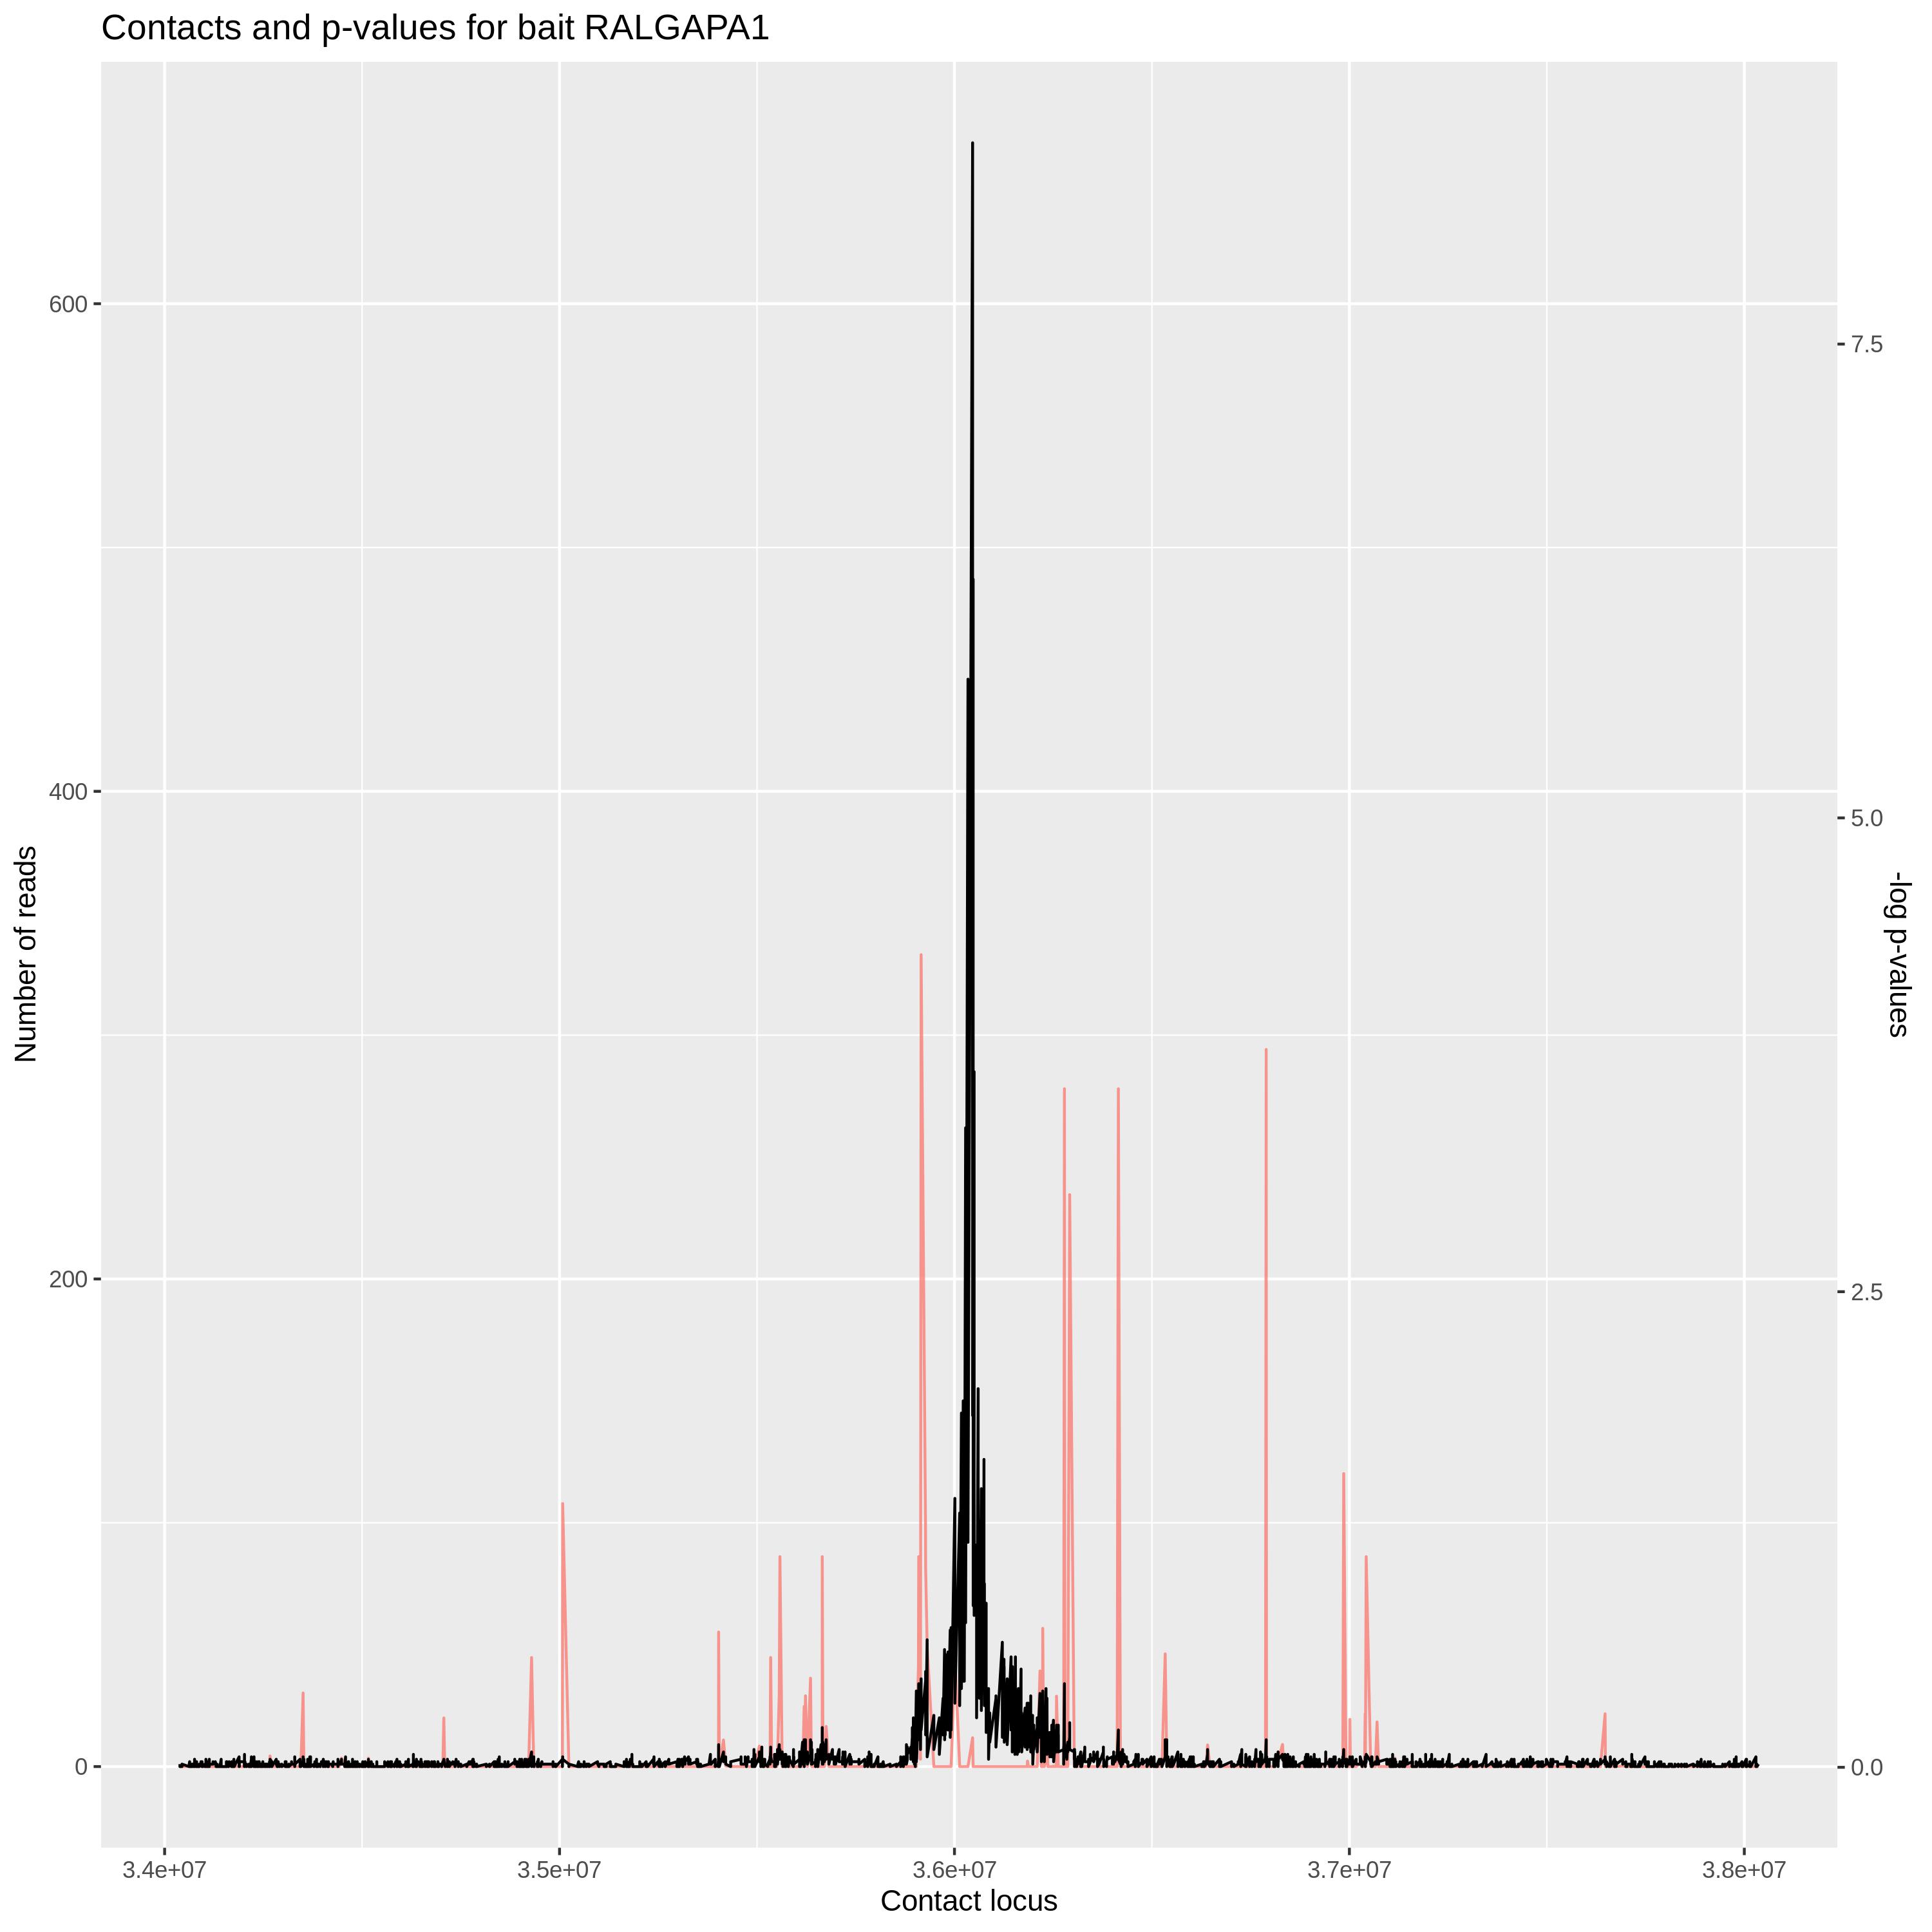 Contacts and p-values for bait RALGAPA1
Number of reads
600
400
200
0
7.5
5.0
2.5
0.0
-log p-values
3.4e+07
3.5e+07
3.6e+07
3.7e+07
3.8e+07
Contact locus